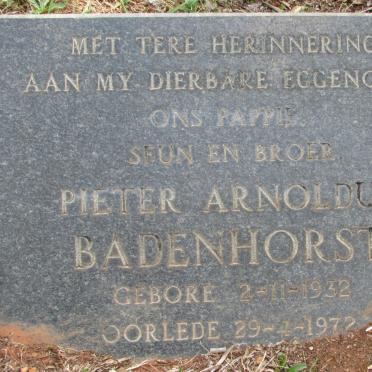 MET TERE HERINNERING
AAN MY DIERBARE EGGENO
ONS PAPPIE
SEUN EN BROER
PIETER ARNOLDU
BADENHORST
GEBORE 2-11-1932
OORLEDE 29-4-1972